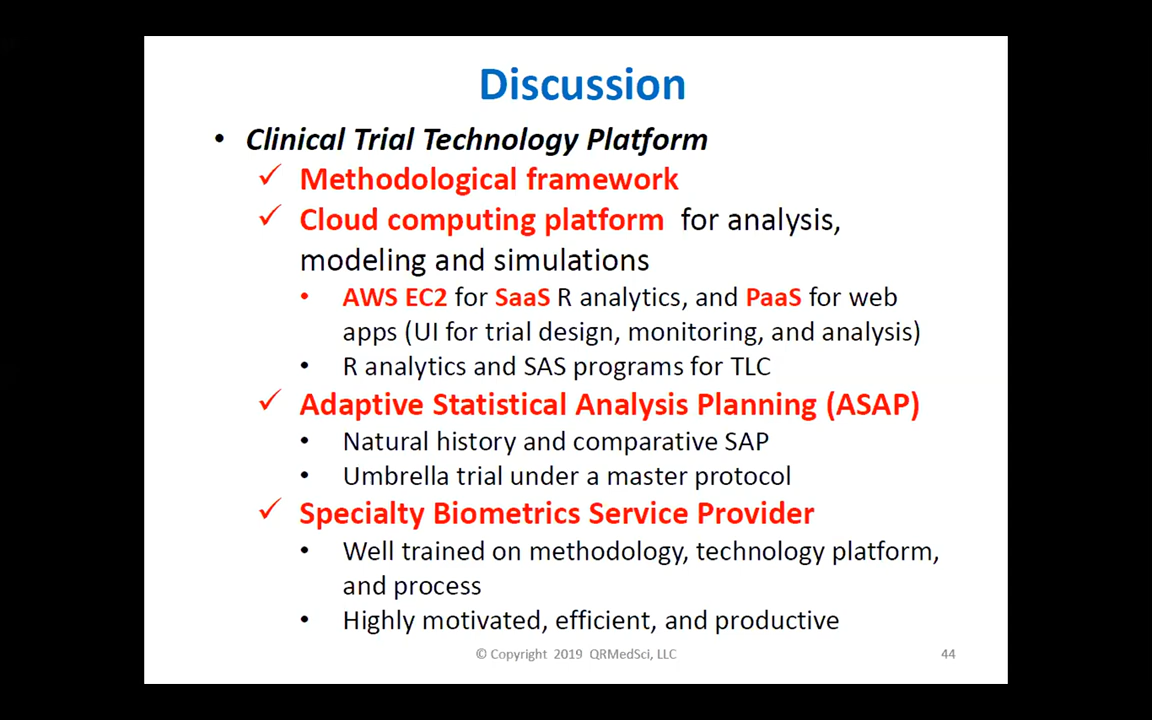 Discussion
• Clinical Trial Technology Platform
✓ Methodological framework
✓ Cloud computing platform for analysis,
modeling and simulations
• AWS EC2 for SaaS R analytics, and PaaS for web
apps (UI for trial design, monitoring, and analysis)
• R analytics and SAS programs for TLC
✓ Adaptive Statistical Analysis Planning (ASAP)
• Natural history and comparative SAP
• Umbrella trial under a master protocol
✓ Specialty Biometrics Service Provider
• Well trained on methodology, technology platform,
and process
• Highly motivated, efficient, and productive
© Copyright 2019 QRMedSci, LLC
44